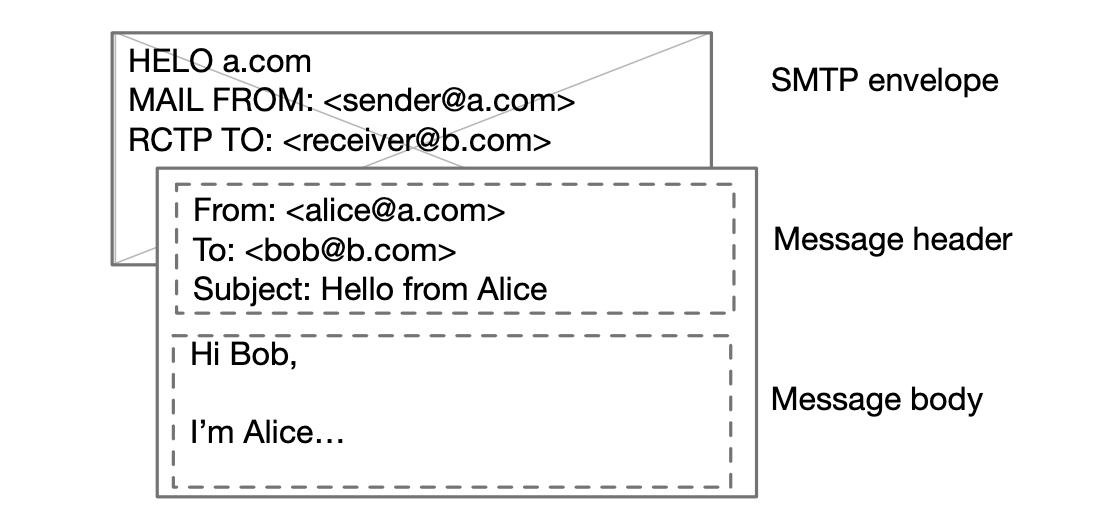 HELO a.com
MAIL FROM: <sender@a.com>
RCTP TO: <receiver@b.com>
SMTP envelope
From: <alice@a.com>
To: <bob@b.com>
Subject: Hello from Alice
Message header
Hi Bob,
I’m Alice…
Message body